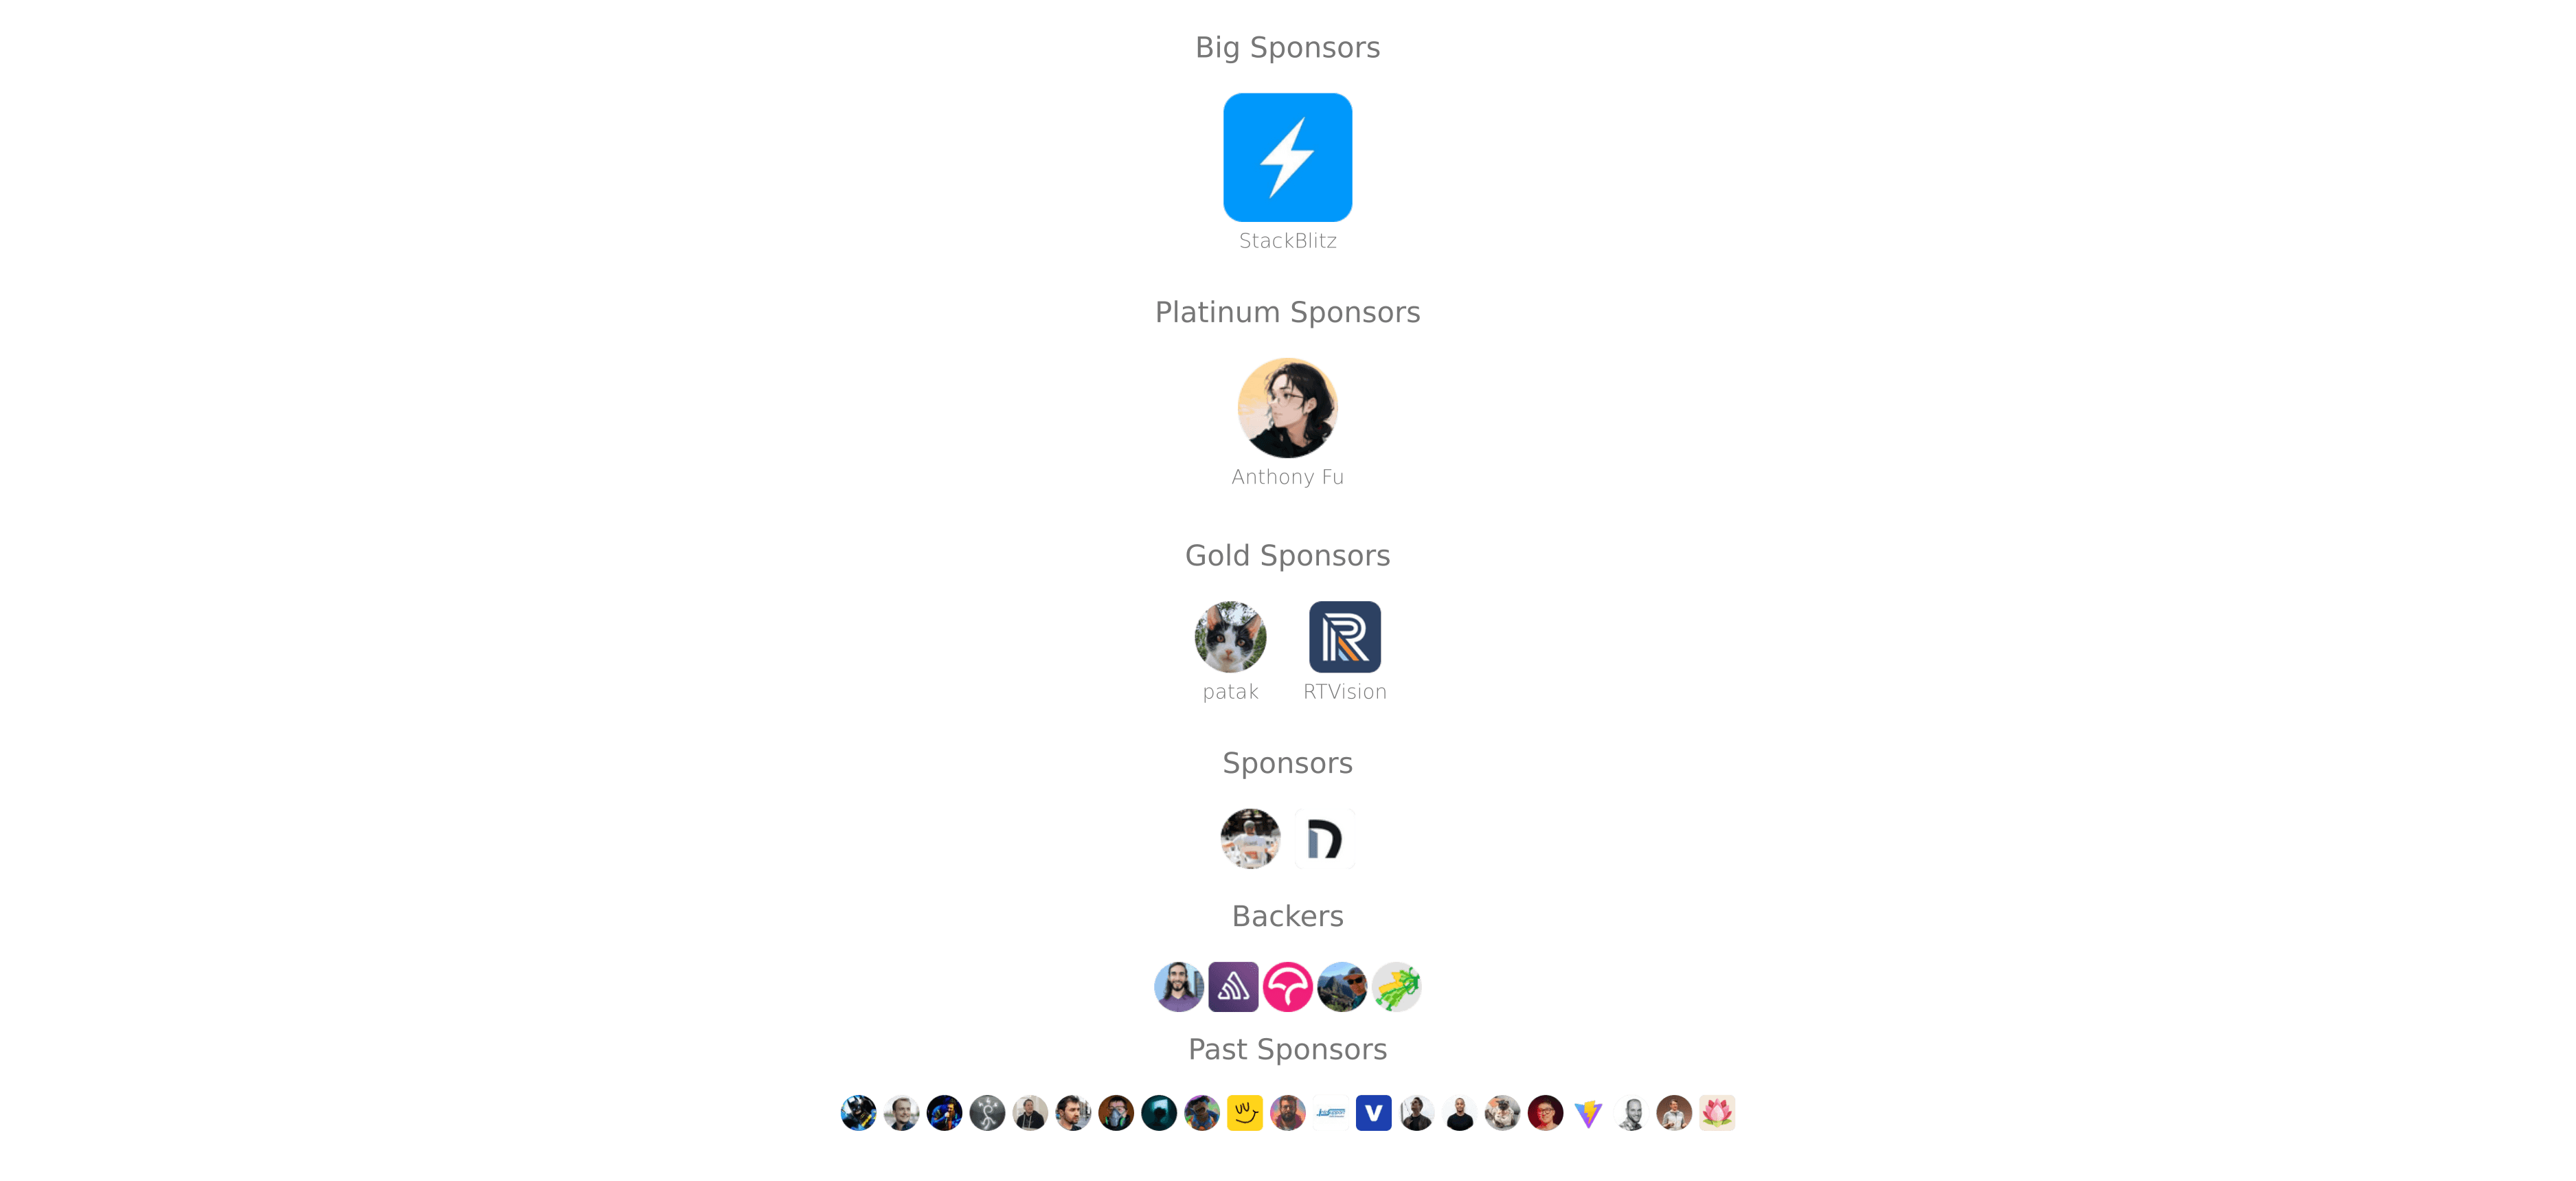 Big Sponsors
StackBlitz
Platinum Sponsors
Anthony Fu
Gold Sponsors
patak RTVision
Sponsors
Backers
Past Sponsors
V